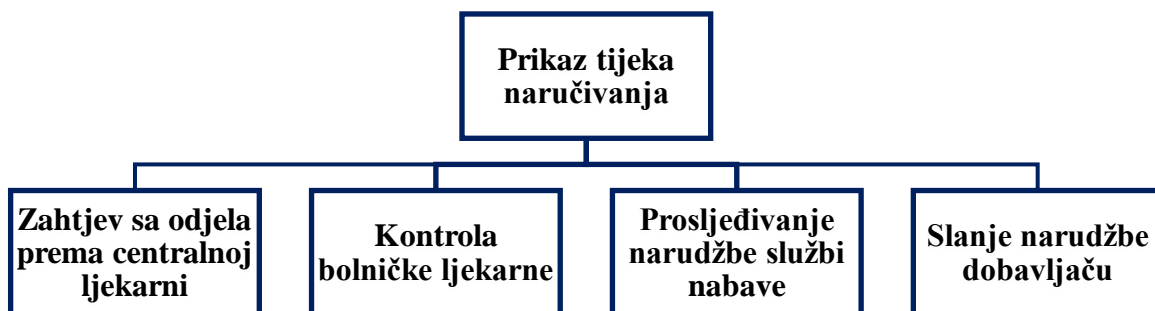 Prikaz tijeka
naručivanja
Zahtjev sa odjela
prema centralnoj
ljekarni
Kontrola
bolničke ljekarne
Prosljeđivanje
narudžbe službi
nabave
Slanje narudžbe
dobavljaču